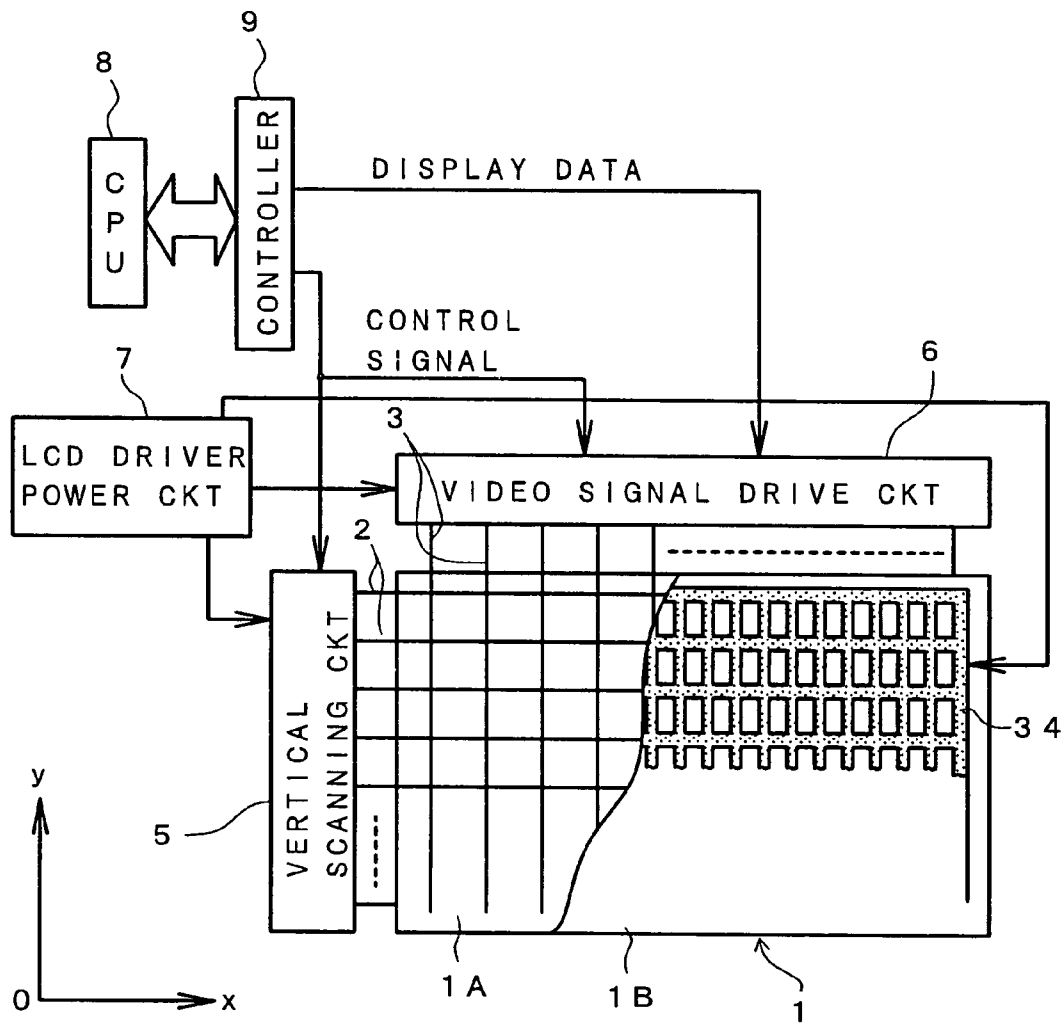 9
8
CPU
CONTROLLER
DISPLAY DATA
CONTROL
SIGNAL
7
6
LCD DRIVER
POWER CKT
3
VIDEO SIGNAL DRIVE CKT
2
VERTICAL
SCANNING CKT
34
y
5
0
x
1A
1B
1